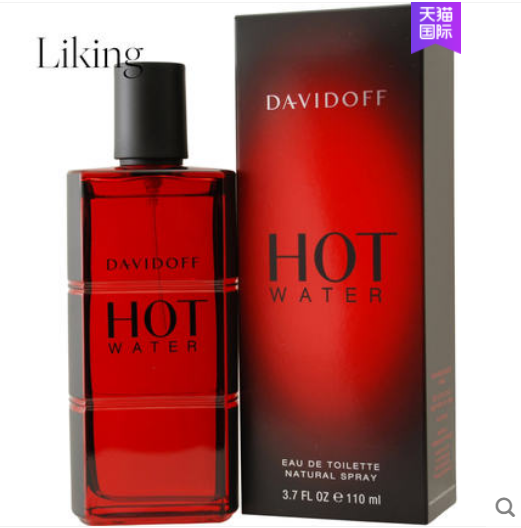 Liking
天猫
国际
DAVIDOFF
HOT
WATER
DAVIDOFF
HOT
WATER
EAU DE TOILETTE
NATURAL SPRAY
3.7 FL OZ e 110 ml